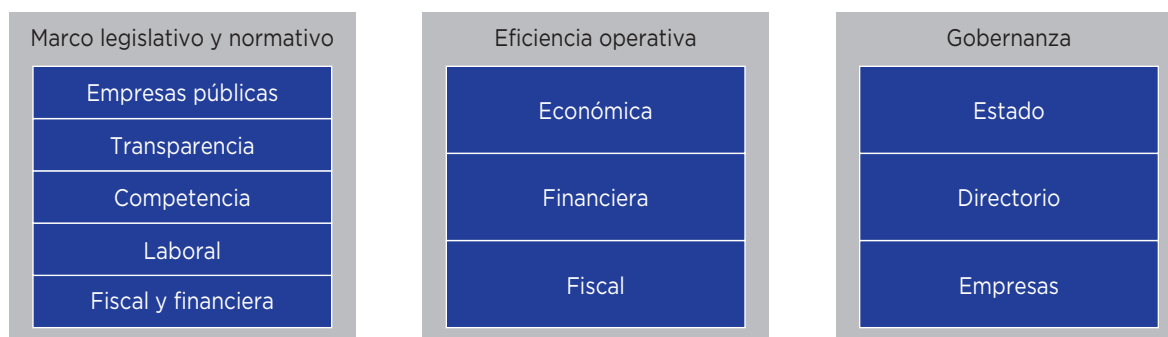 Marco legislativo y normativo
Empresas públicas
Transparencia
Competencia
Laboral
Fiscal y financiera
Eficiencia operativa
Económica
Financiera
Fiscal
Gobernanza
Estado
Directorio
Empresas